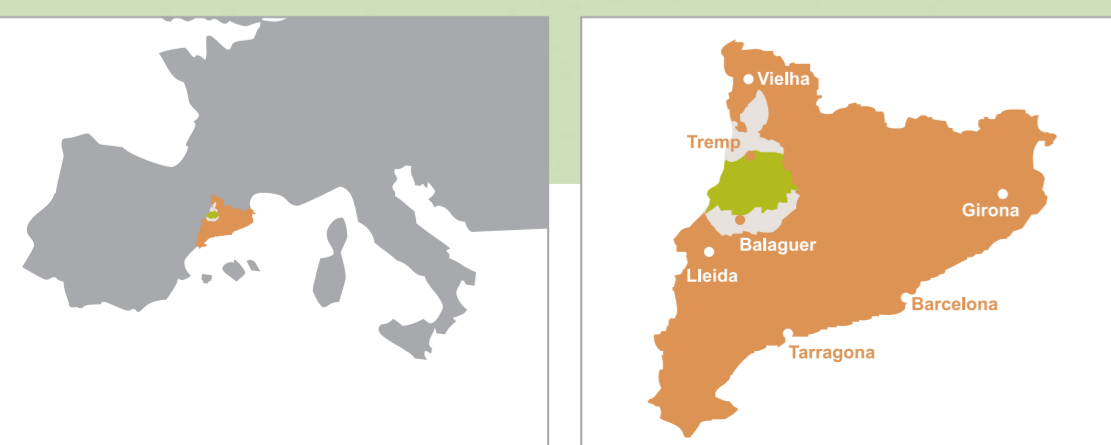 Vielha
Tremp
Girona
Balaguer
Lleida
Barcelona
Tarragona